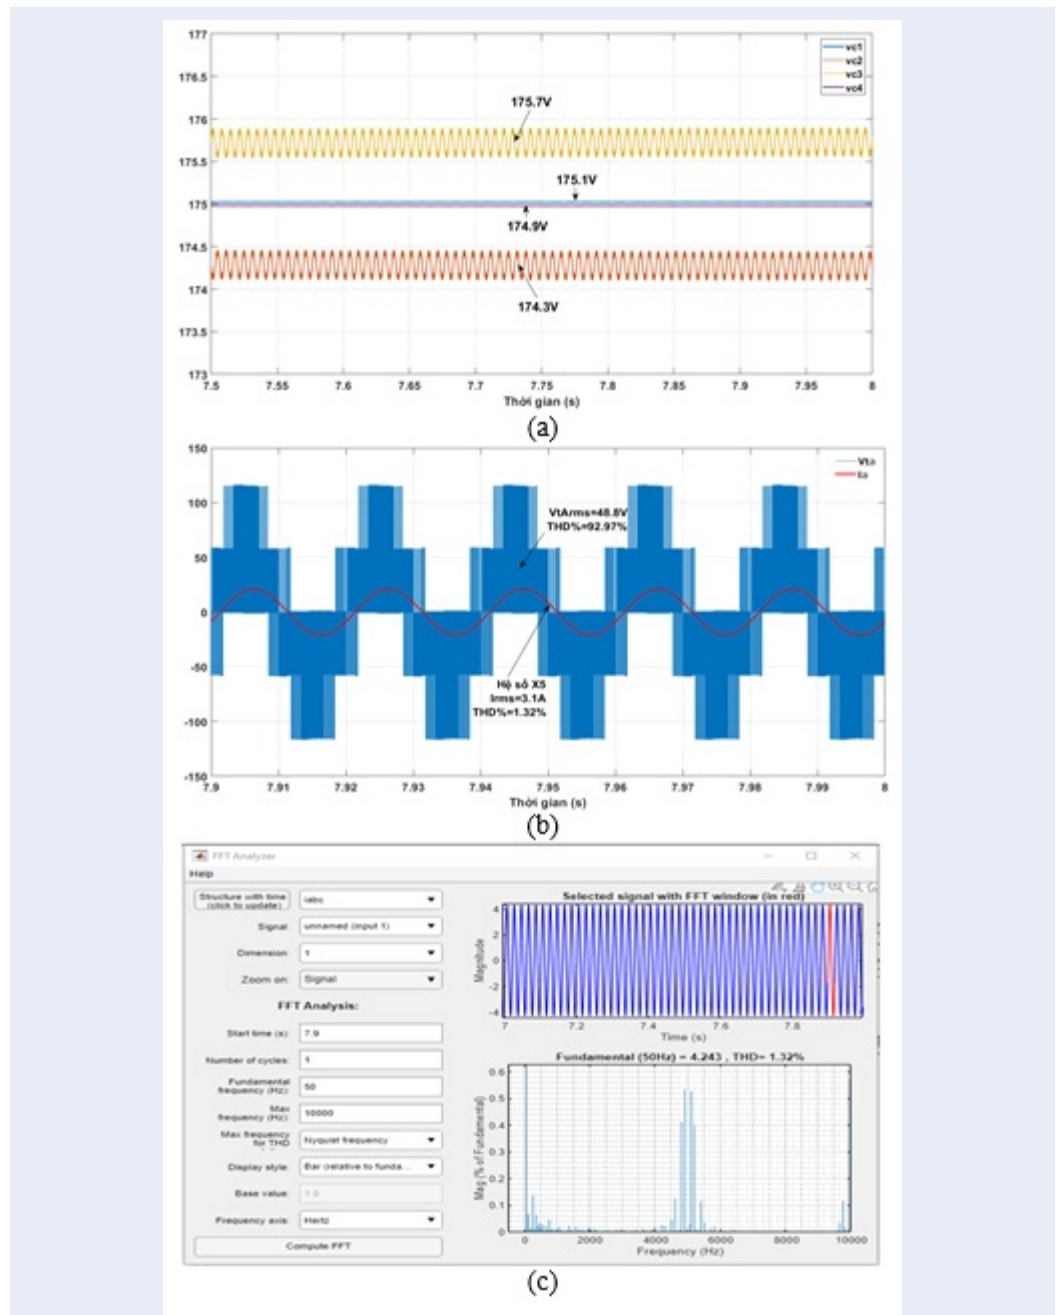 177
176.5
176
175.5
175
174.5
174
173.5
173
vc1
vc2
vc3
vc4
175.7V
175.1V
174.9V
174.3V
7.5 7.55 7.6 7.65 7.7 7.75 7.8 7.85 7.9 7.95 8
Thời gian (s)
(a)
150
100
50
0
-50
-100
-150
Vta
Ia
VtArms=48.8V
THD%=92.97%
Hệ số X5
Irms=3.1A
THD%=1.32%
7.9 7.91 7.92 7.93 7.94 7.95 7.96 7.97 7.98 7.99 8
Thời gian (s)
(b)
FFT Analyzer
Help
Structure with time
(click to update)
iabc
Signal: unnamed (input 1)
Dimension: 1
Zoom on: Signal
FFT Analysis:
Start time (s): 7.9
Number of cycles: 1
Fundamental
frequency (Hz): 50
Max
frequency (Hz): 10000
Max frequency
for THD
Nyquist frequency
Display style: Bar (relative to funda...
Base value: 1.0
Frequency axis: Hertz
Compute FFT
Selected signal with FFT window (in red)
Magnitude
4
2
0
-2
-4
7 7.2 7.4 7.6 7.8
Time (s)
Fundamental (50Hz) = 4.243 , THD= 1.32%
Mag (% of Fundamental)
0.6
0.5
0.4
0.3
0.2
0.1
0
0 2000 4000 6000 8000 10000
Frequency (Hz)
(c)